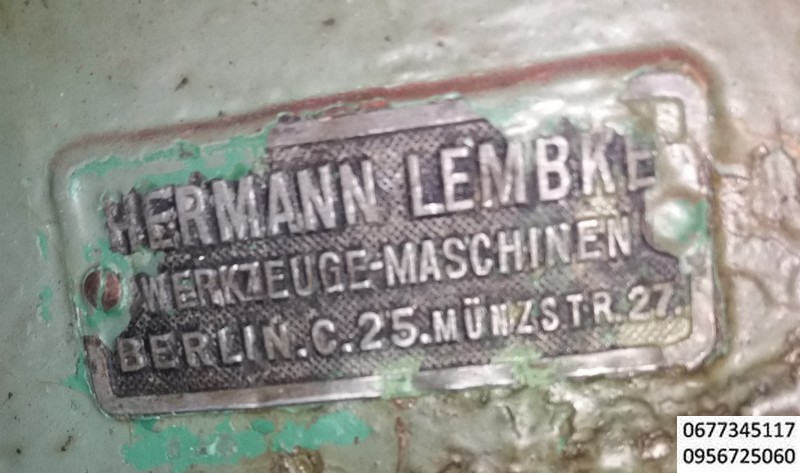 HERMANN LEMBKE
WERKZEUGE-MASCHINEN
BERLIN.C.25.MÜNZSTR.27.
0677345117
0956725060